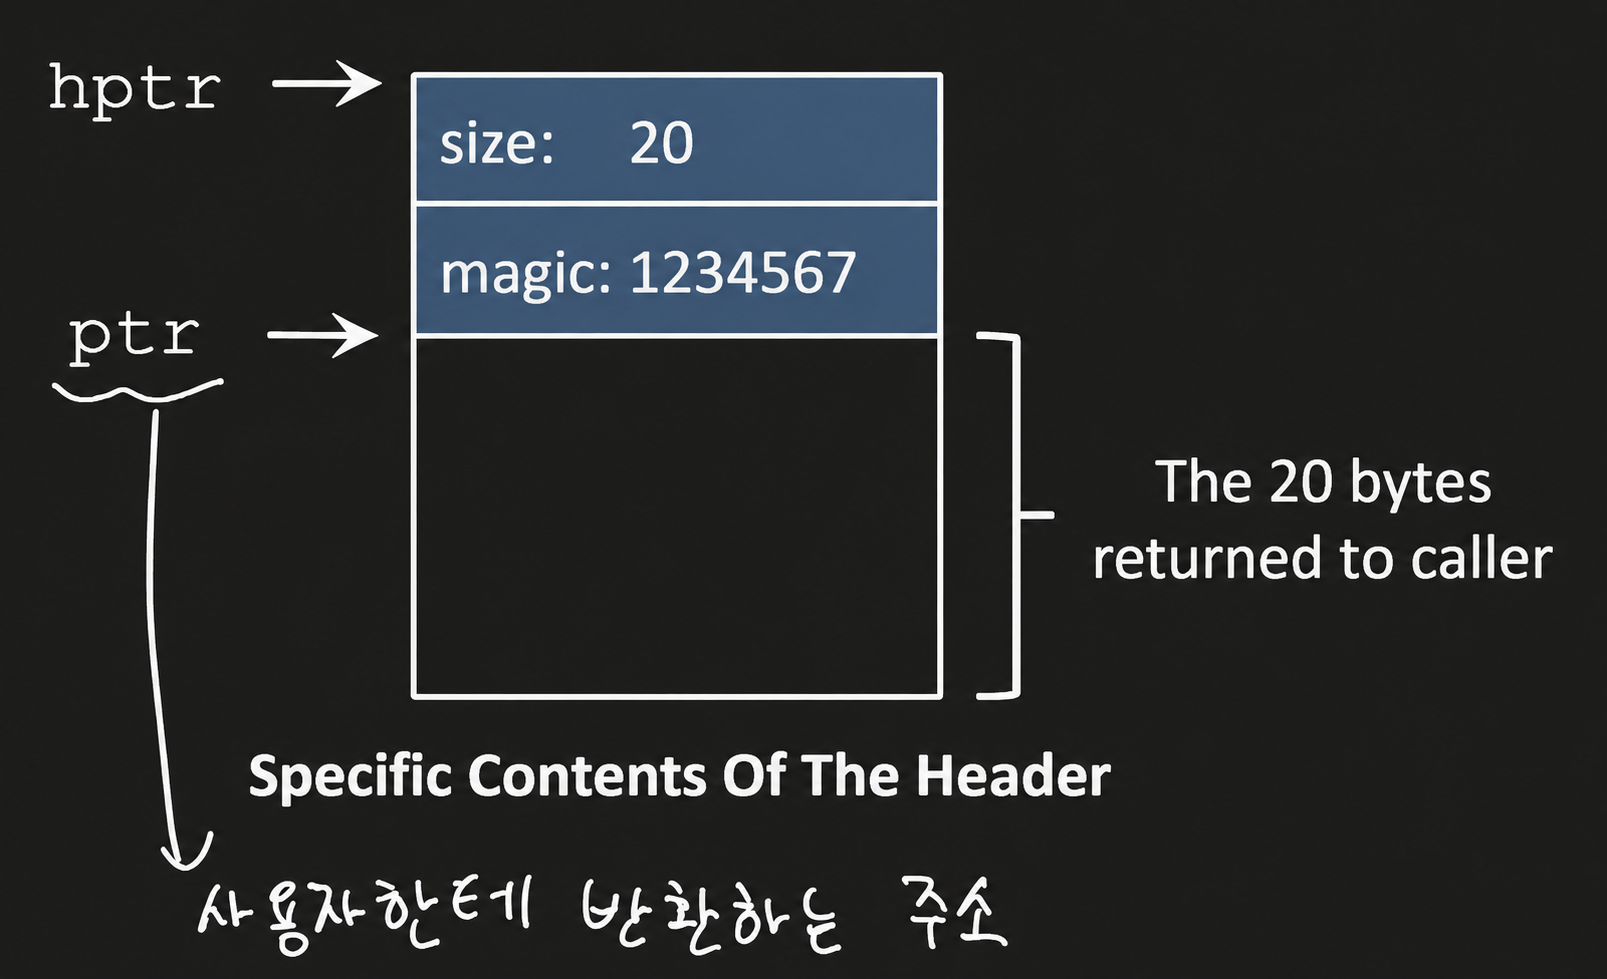 hptr
size: 20
magic: 1234567
ptr
The 20 bytes
returned to caller
Specific Contents Of The Header
사용자한테 반환하는 주소